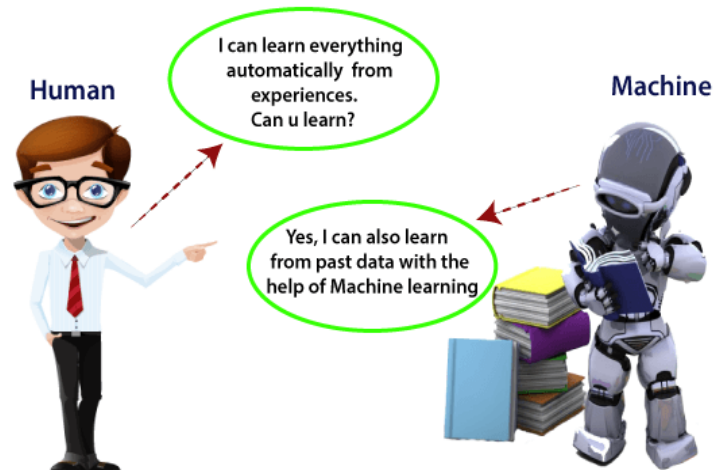 Human
I can learn everything
automatically from
experiences.
Can u learn?
Machine
Yes, I can also learn
from past data with the
help of Machine learning